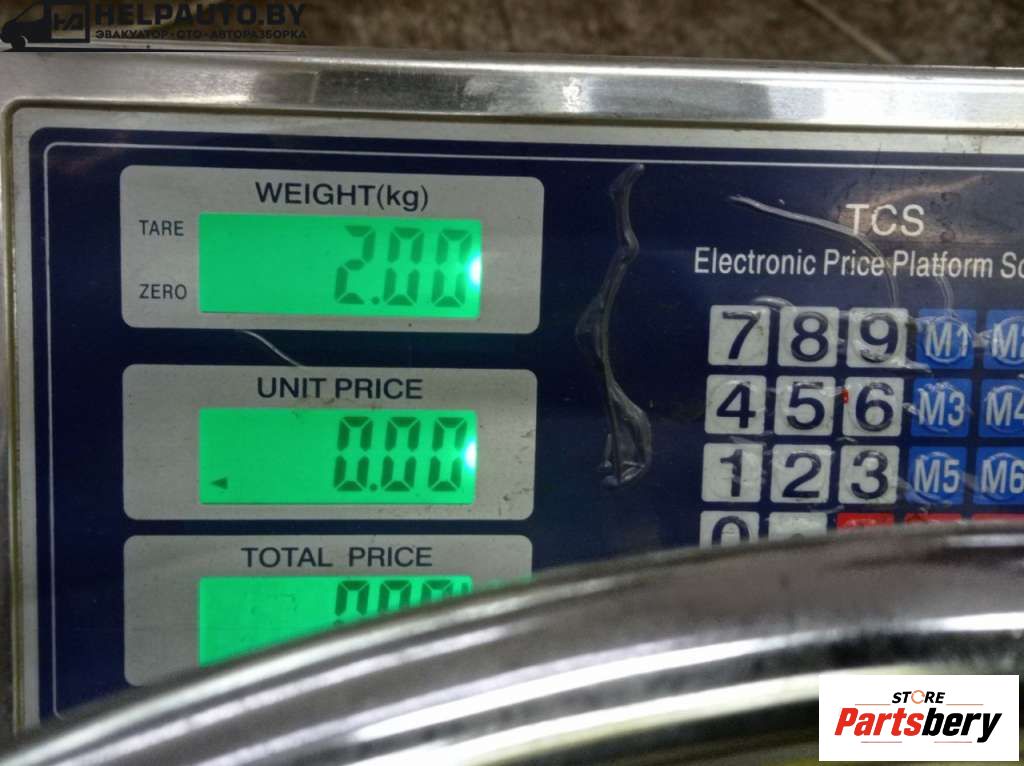 HELPAUTO.BY
ЭВАКУАТОР-СТО-АВТОРАЗБОРКА
WEIGHT(kg)
TARE
2.00
ZERO
TCS
Electronic Price Platform
7 8 9 M1
UNIT PRICE
4 5 6 M3 M4
0.00
1 2 3 M5 M6
0
TOTAL PRICE
STORE
Partsbery